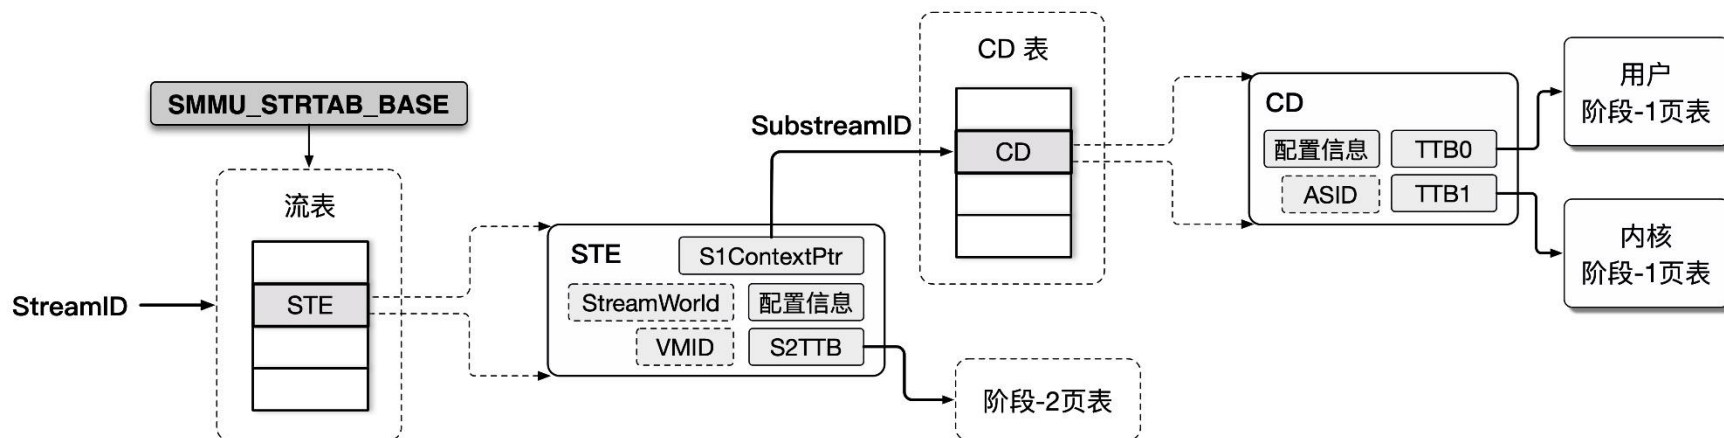 SMMU_STRTAB_BASE
流表
StreamID
STE
STE
S1ContextPtr
StreamWorld
配置信息
VMID
S2TTB
阶段-2页表
SubstreamID
CD 表
CD
CD
配置信息
TTB0
ASID
TTB1
用户
阶段-1页表
内核
阶段-1页表